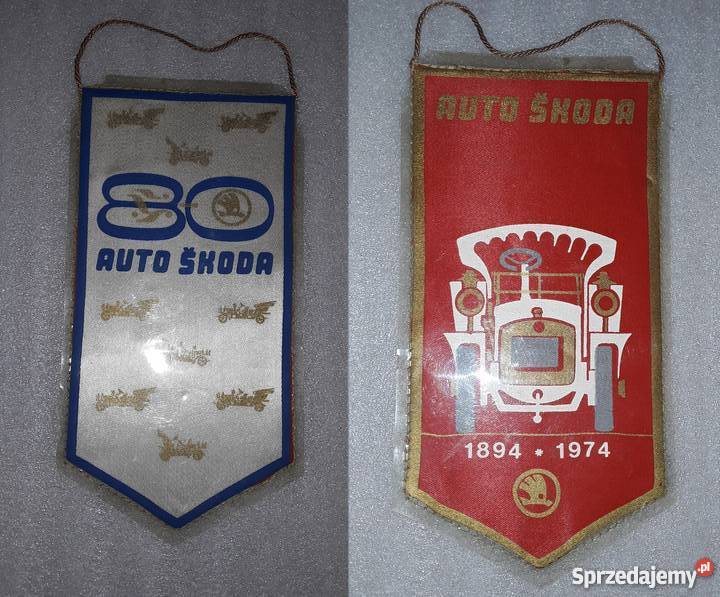 80
AUTO ŠKODA
AUTO ŠKODA
1894 * 1974
Sprzedajemy.pl